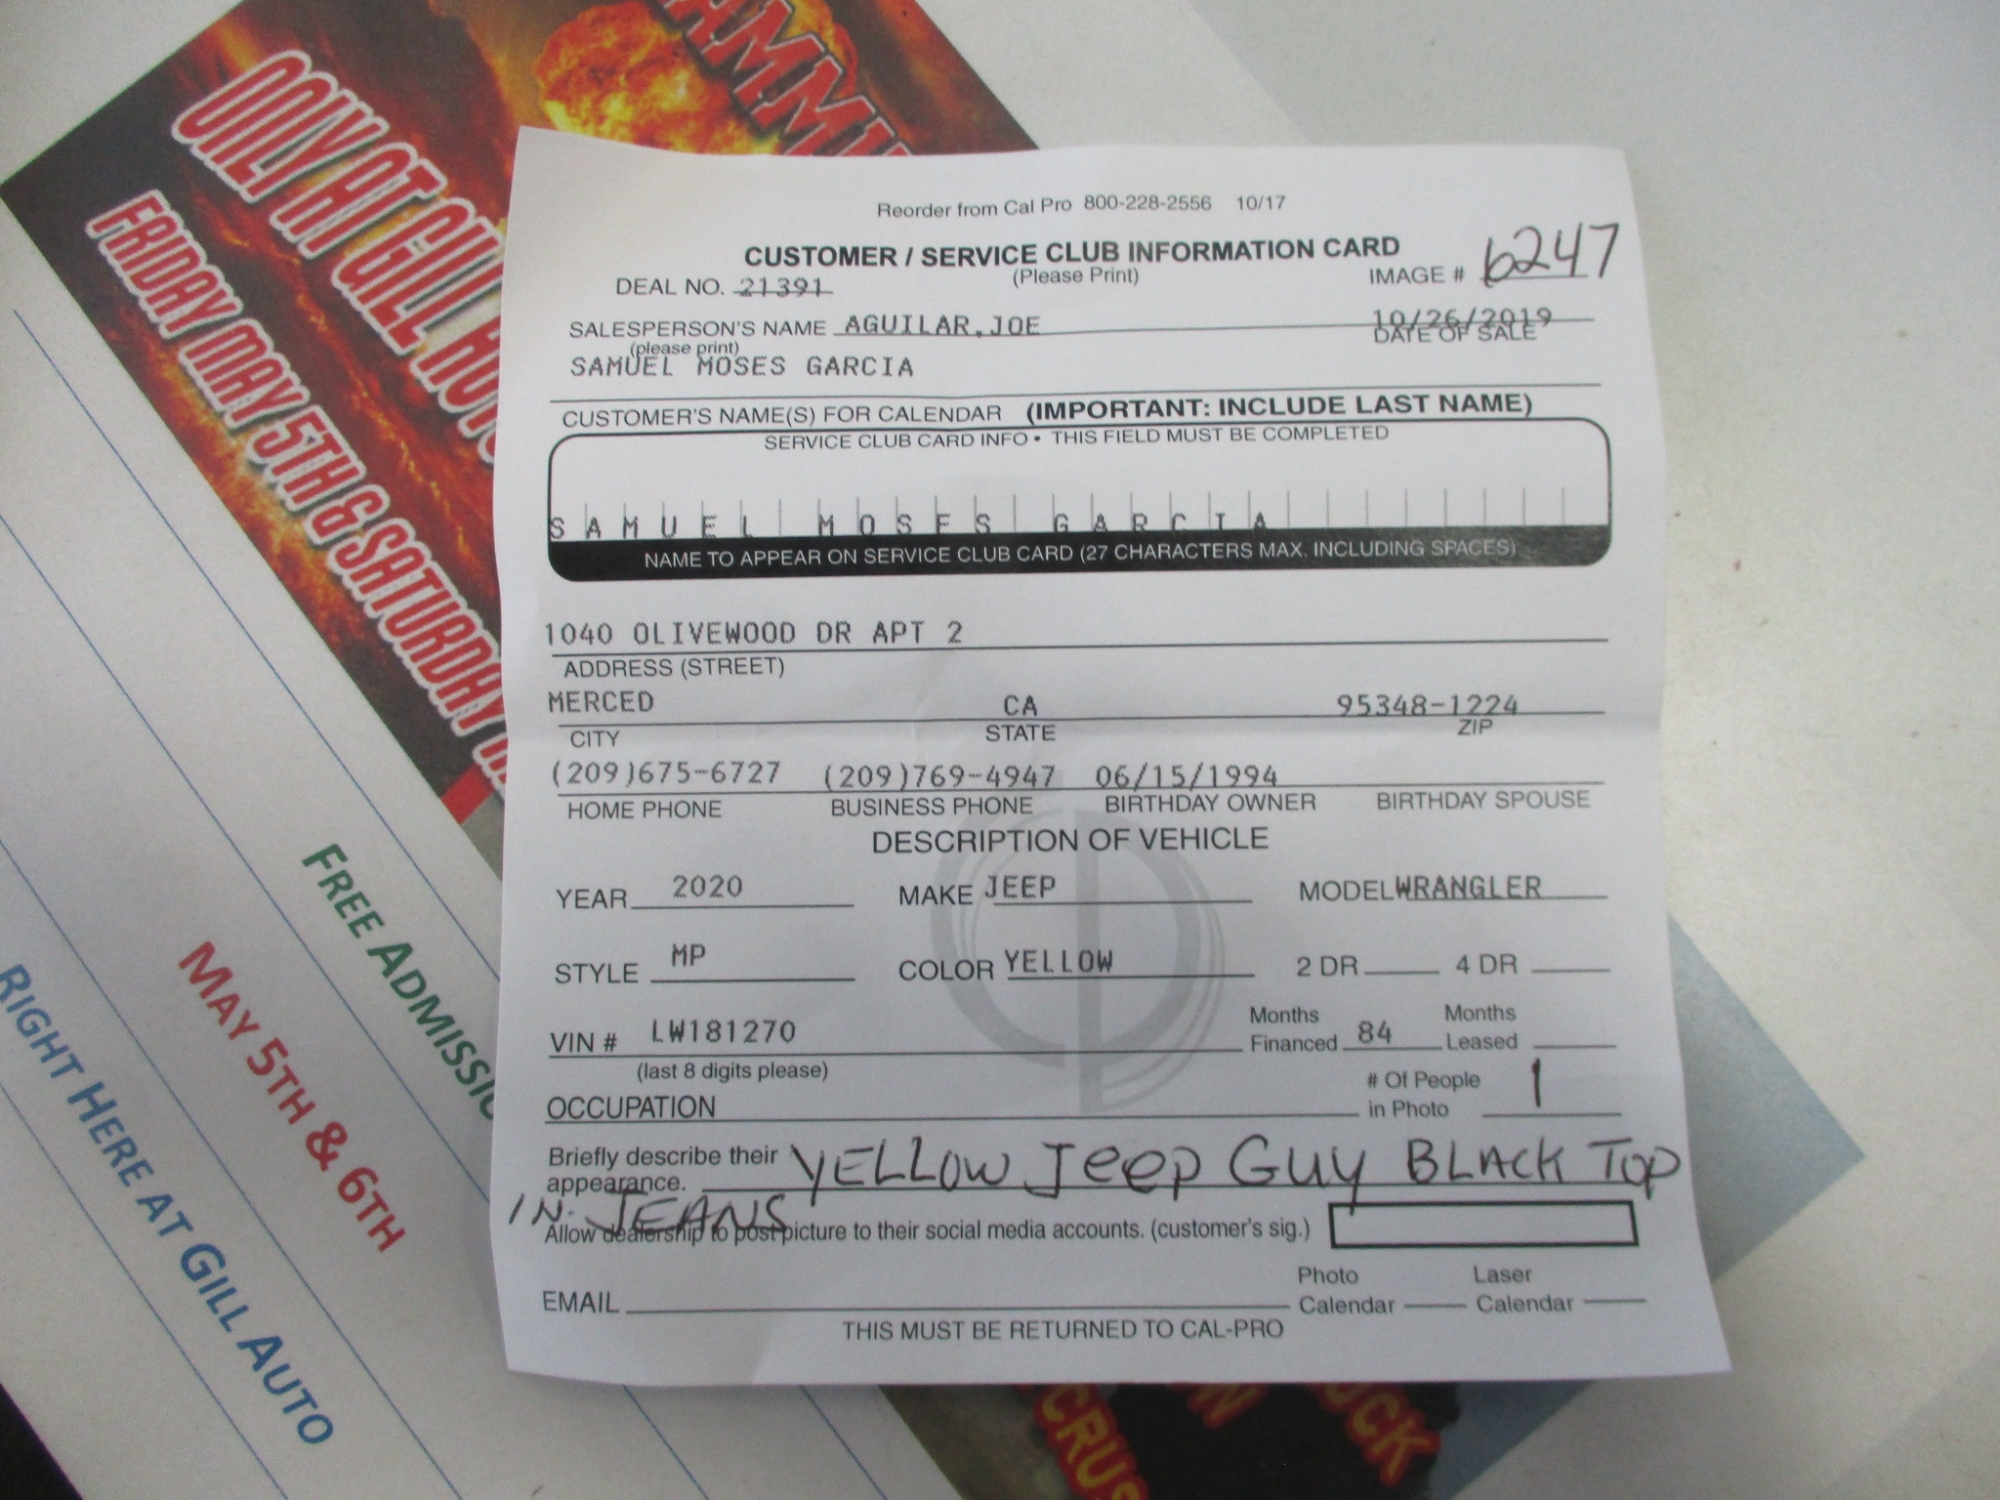 ONLY AT GILL AUTO
FRIDAY MAY 5TH & SATURDAY
FREE ADMISSIO
MAY 5TH & 6TH
RIGHT HERE AT GILL AUTO
Reorder from Cal Pro 800-228-2556 10/17
CUSTOMER / SERVICE CLUB INFORMATION CARD
(Please Print)
DEAL NO. 21391
IMAGE # 6247
SALESPERSON'S NAME AGUILAR,JOE
10/26/2019
(please print)
DATE OF SALE
SAMUEL MOSES GARCIA
CUSTOMER'S NAME(S) FOR CALENDAR (IMPORTANT: INCLUDE LAST NAME)
SERVICE CLUB CARD INFO • THIS FIELD MUST BE COMPLETED
SAMUEL MOSES GARCIA
NAME TO APPEAR ON SERVICE CLUB CARD (27 CHARACTERS MAX. INCLUDING SPACES)
1040 OLIVEWOOD DR APT 2
ADDRESS (STREET)
MERCED CA 95348-1224
CITY STATE ZIP
(209)675-6727 (209)769-4947 06/15/1994
HOME PHONE BUSINESS PHONE BIRTHDAY OWNER BIRTHDAY SPOUSE
DESCRIPTION OF VEHICLE
YEAR 2020 MAKE JEEP MODEL WRANGLER
STYLE MP COLOR YELLOW 2 DR 4 DR
VIN # LW181270 Months Financed 84 Months Leased
(last 8 digits please)
OCCUPATION # Of People in Photo 1
Briefly describe their appearance. YELLOW Jeep GUY BLACK TOP
IN JEANS
Allow dealership to post picture to their social media accounts. (customer's sig.)
EMAIL Photo Calendar Laser Calendar
THIS MUST BE RETURNED TO CAL-PRO